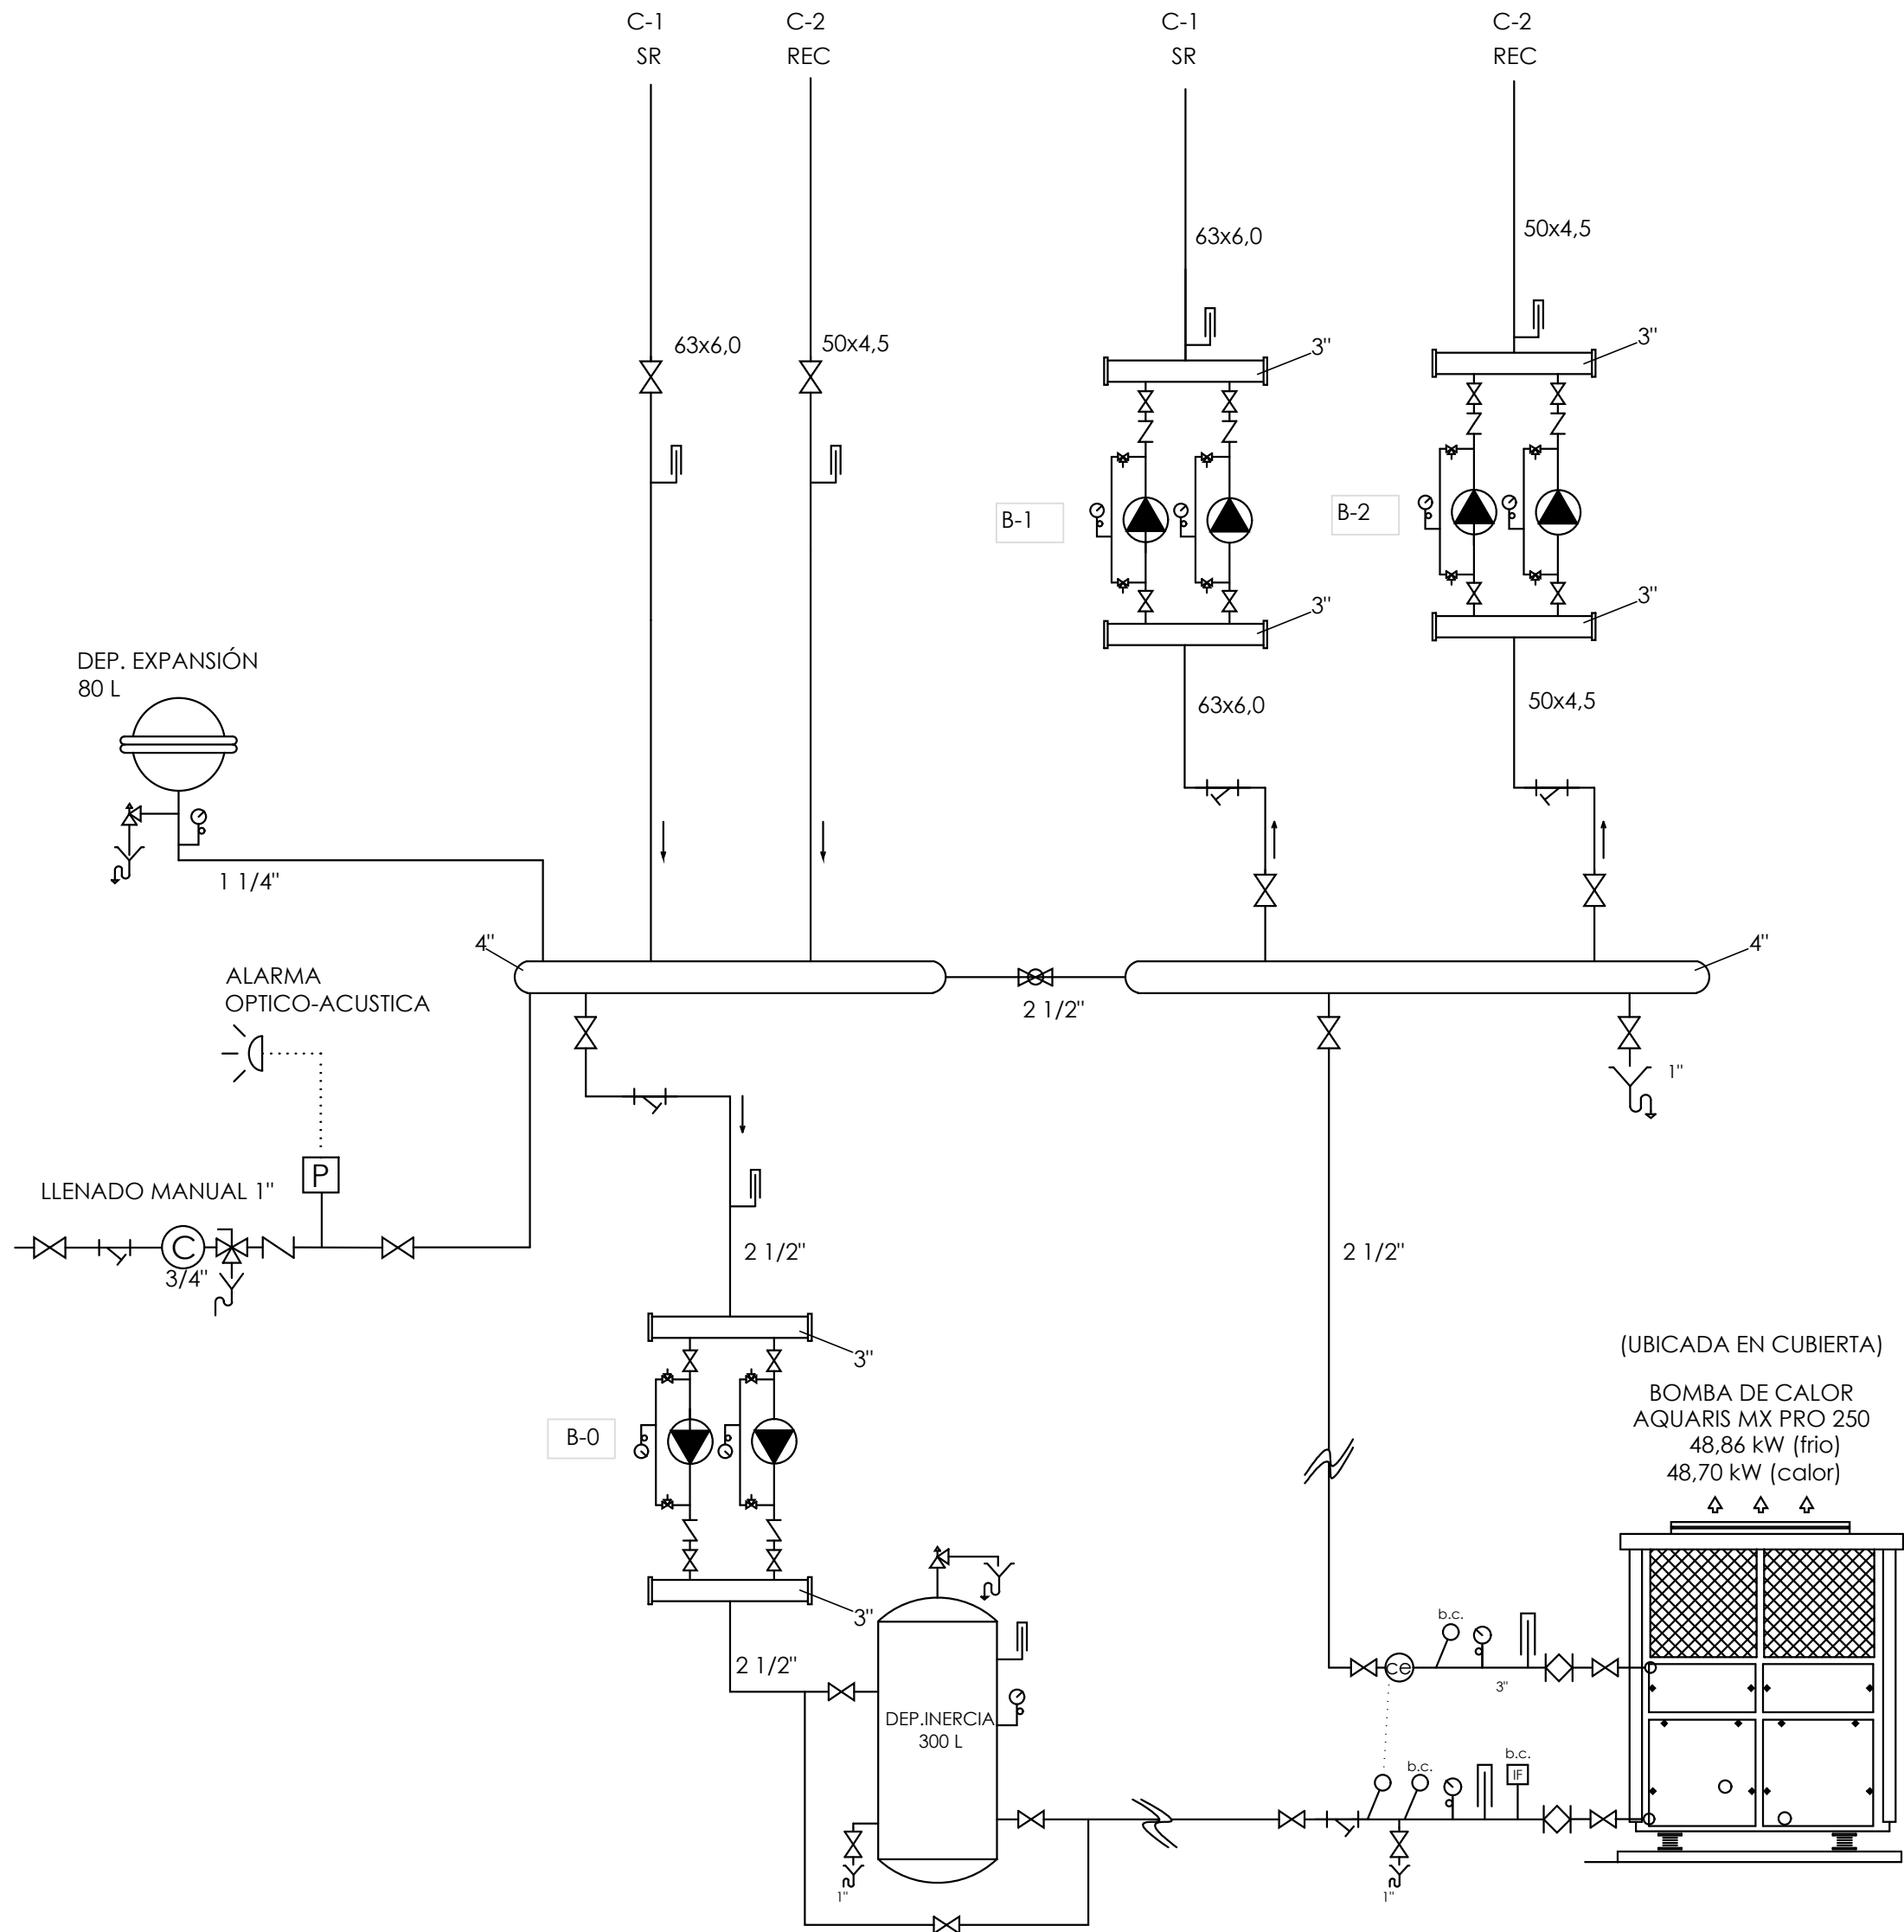 C-1
SR
C-2
REC
C-1
SR
C-2
REC
63x6,0
50x4,5
63x6,0
50x4,5
3"
3"
B-1
B-2
3"
3"
63x6,0
50x4,5
DEP. EXPANSIÓN
80 L
1 1/4"
4"
4"
2 1/2"
ALARMA
OPTICO-ACUSTICA
1"
P
LLENADO MANUAL 1"
C
3/4"
2 1/2"
2 1/2"
3"
B-0
3"
2 1/2"
(UBICADA EN CUBIERTA)
BOMBA DE CALOR
AQUARIS MX PRO 250
48,86 kW (frio)
48,70 kW (calor)
DEP.INERCIA
300 L
b.c.
ce
3"
b.c.
b.c.
IF
1"
1"